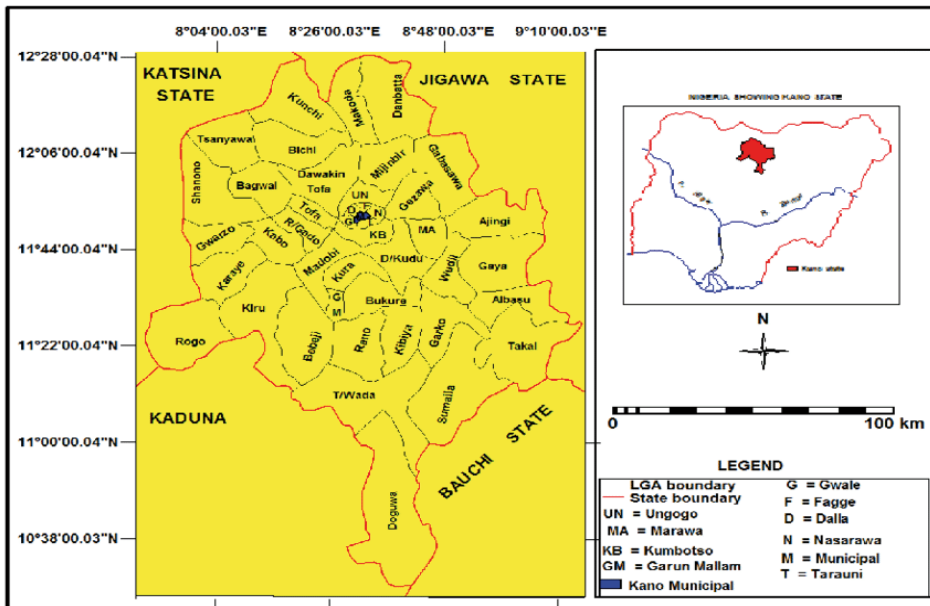 8°04'00.03"E
8°26'00.03"E
8°48'00.03"E
9°10'00.03"E
12°28'00.04"N
12°06'00.04"N
11°44'00.04"N
11°22'00.04"N
11°00'00.04"N
10°38'00.03"N
KATSINA
STATE
JIGAWA STATE
Kunchi
Makoda
Danbatta
Tsanyawal
Bichi
Shanono
Bagwal
Dawakin
Tofa
Mijinbir
Gabasawa
Gezawa
UN
Tofa
D
F
N
G
R/Gado
Kabo
Gwarzo
KB
MA
Ajingi
Karaye
Madobi
Kura
D/Kudu
Wudil
Gaya
Kiru
G
M
Bukura
Albasu
Rogo
Bebeji
Rano
Kibiya
Garko
Takai
T/Wada
Sumaila
KADUNA
BAUCHI STATE
Doguwa
NIGERIA SHOWING KANO STATE
Kano state
N
0
100 km
LEGEND
LGA boundary
State boundary
UN = Ungogo
MA = Marawa
KB = Kumbotso
GM = Garun Mallam
Kano Municipal
G = Gwale
F = Fagge
D = Dalla
N = Nasarawa
M = Municipal
T = Tarauni